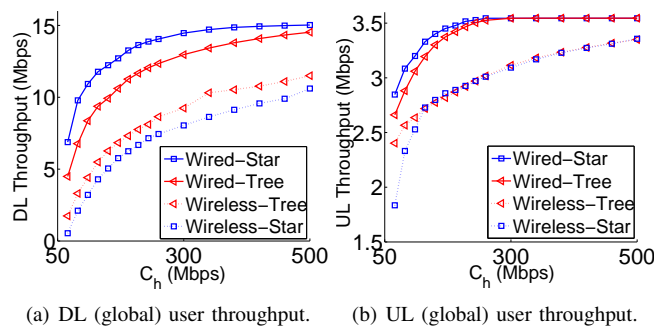 15
10
5
0
50
300
500
DL Throughput (Mbps)
C_h (Mbps)
Wired-Star
Wired-Tree
Wireless-Tree
Wireless-Star
(a) DL (global) user throughput.
3.5
3
2.5
2
1.5
50
300
500
UL Throughput (Mbps)
C_h (Mbps)
Wired-Star
Wired-Tree
Wireless-Tree
Wireless-Star
(b) UL (global) user throughput.